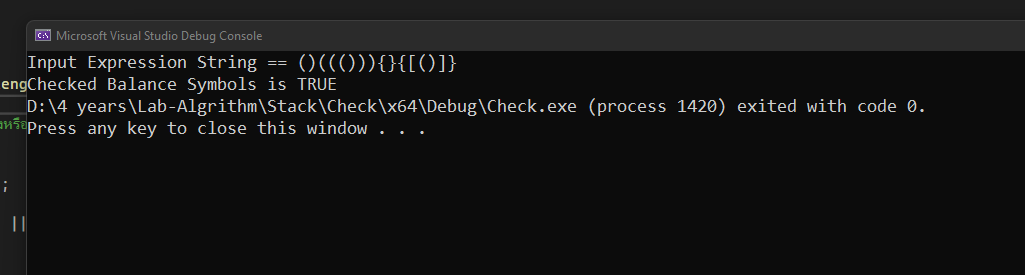 Microsoft Visual Studio Debug Console
Input Expression String == ()((())){}{[()]}
eng
Checked Balance Symbols is TRUE
D:\4 years\Lab-Algrithm\Stack\Check\x64\Debug\Check.exe (process 1420) exited with code 0.
Press any key to close this window . . .
;
||